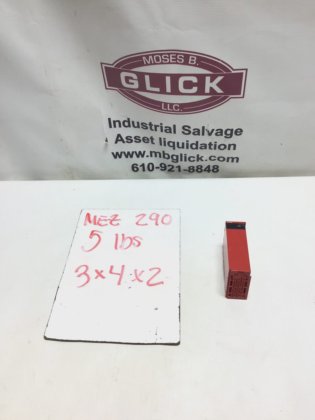 MOSES B.
GLICK
LLC.
Industrial Salvage
Asset liquidation
www.mbglick.com
610-921-8848
MEZ 290
5 lbs
3x4x2